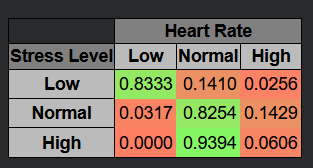 Heart Rate
Stress Level Low Normal High
Low 0.8333 0.1410 0.0256
Normal 0.0317 0.8254 0.1429
High 0.0000 0.9394 0.0606